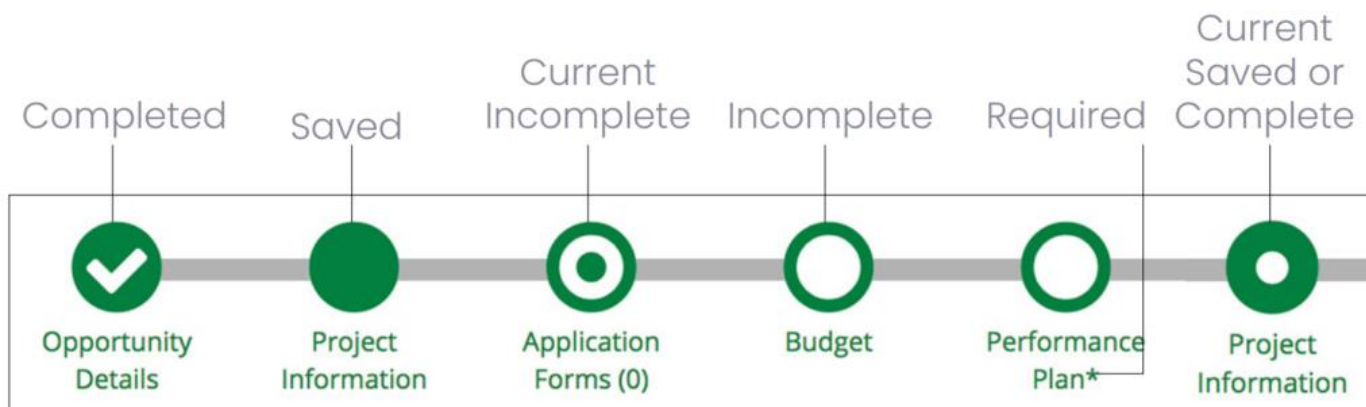 Completed
Saved
Current
Incomplete
Incomplete
Required
Current
Saved or
Complete
Opportunity
Details
Project
Information
Application
Forms (0)
Budget
Performance
Plan*
Project
Information